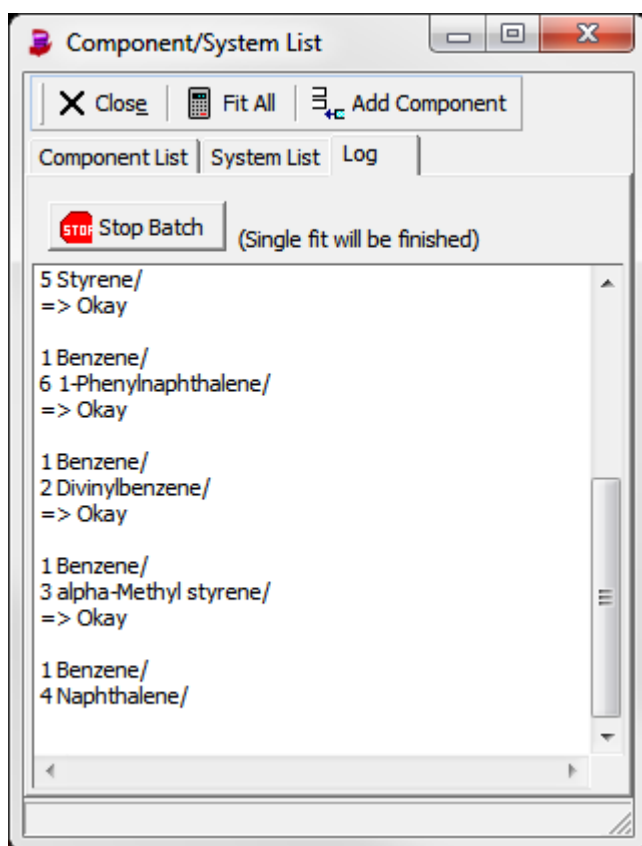 Component/System List
Close Fit All Add Component
Component List System List Log
STOP Stop Batch (Single fit will be finished)
5 Styrene/
=> Okay
1 Benzene/
6 1-Phenylnaphthalene/
=> Okay
1 Benzene/
2 Divinylbenzene/
=> Okay
1 Benzene/
3 alpha-Methyl styrene/
=> Okay
1 Benzene/
4 Naphthalene/